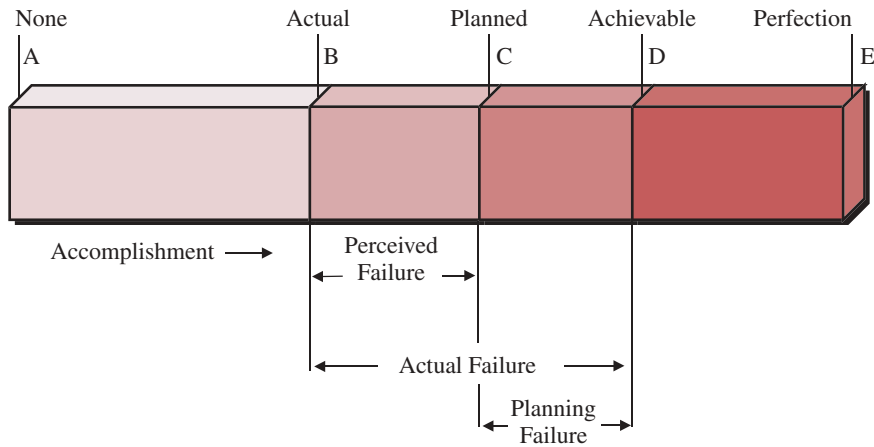 None Actual Planned Achievable Perfection
A B C D E
Accomplishment
Perceived
Failure
Actual Failure
Planning
Failure